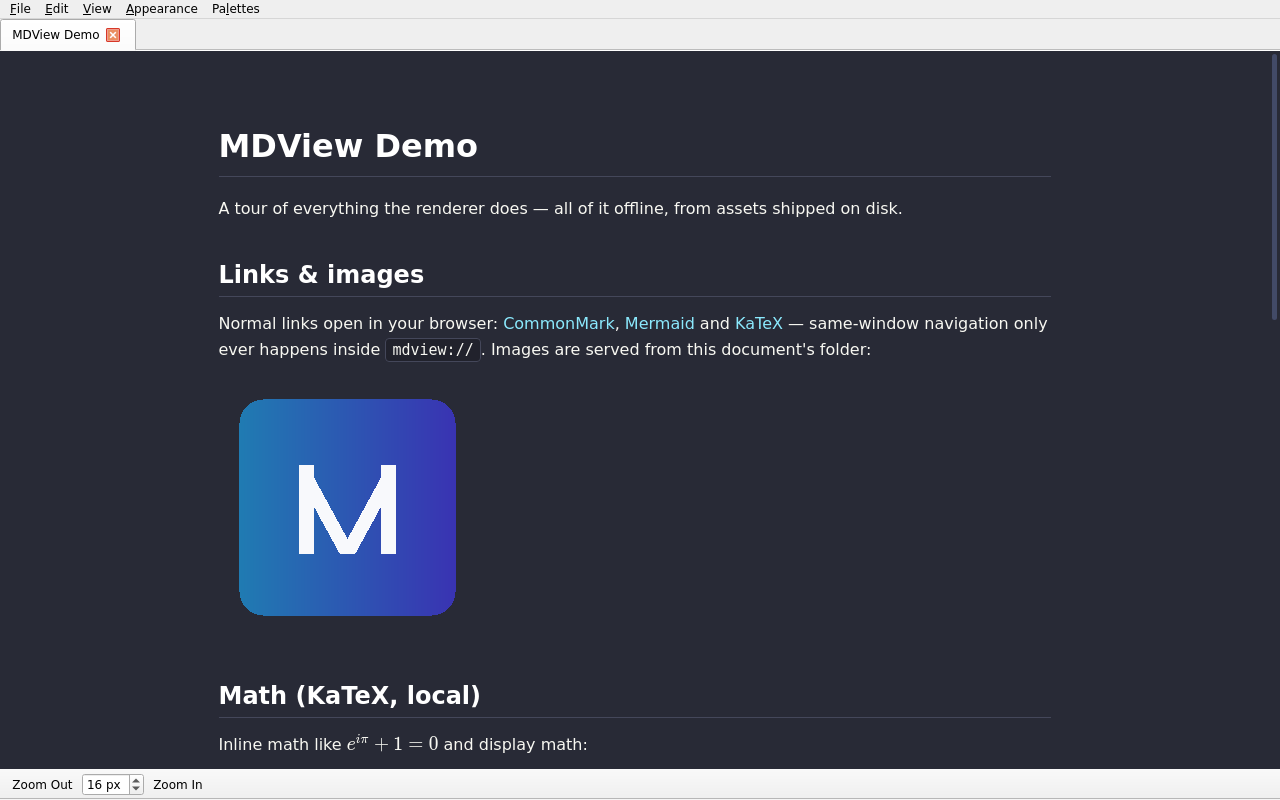 File Edit View Appearance Palettes
MDView Demo
MDView Demo
A tour of everything the renderer does — all of it offline, from assets shipped on disk.
Links & images
Normal links open in your browser: CommonMark, Mermaid and KaTeX — same-window navigation only
ever happens inside mdview://. Images are served from this document's folder:
M
Math (KaTeX, local)
Inline math like e^{iπ} + 1 = 0 and display math:
Zoom Out 16 px Zoom In